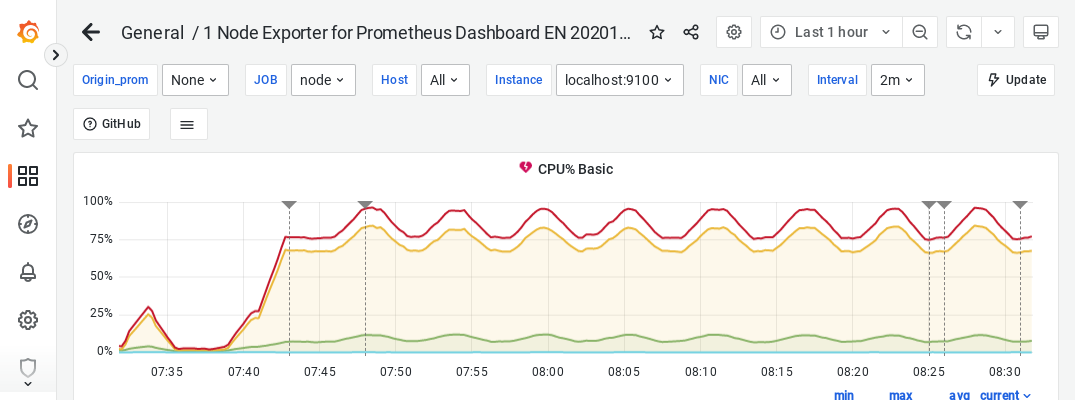 General / 1 Node Exporter for Prometheus Dashboard EN 20201... Last 1 hour
Origin_prom None JOB node Host All Instance localhost:9100 NIC All Interval 2m Update
GitHub
CPU% Basic
100%
75%
50%
25%
0%
07:35 07:40 07:45 07:50 07:55 08:00 08:05 08:10 08:15 08:20 08:25 08:30
min max avg current